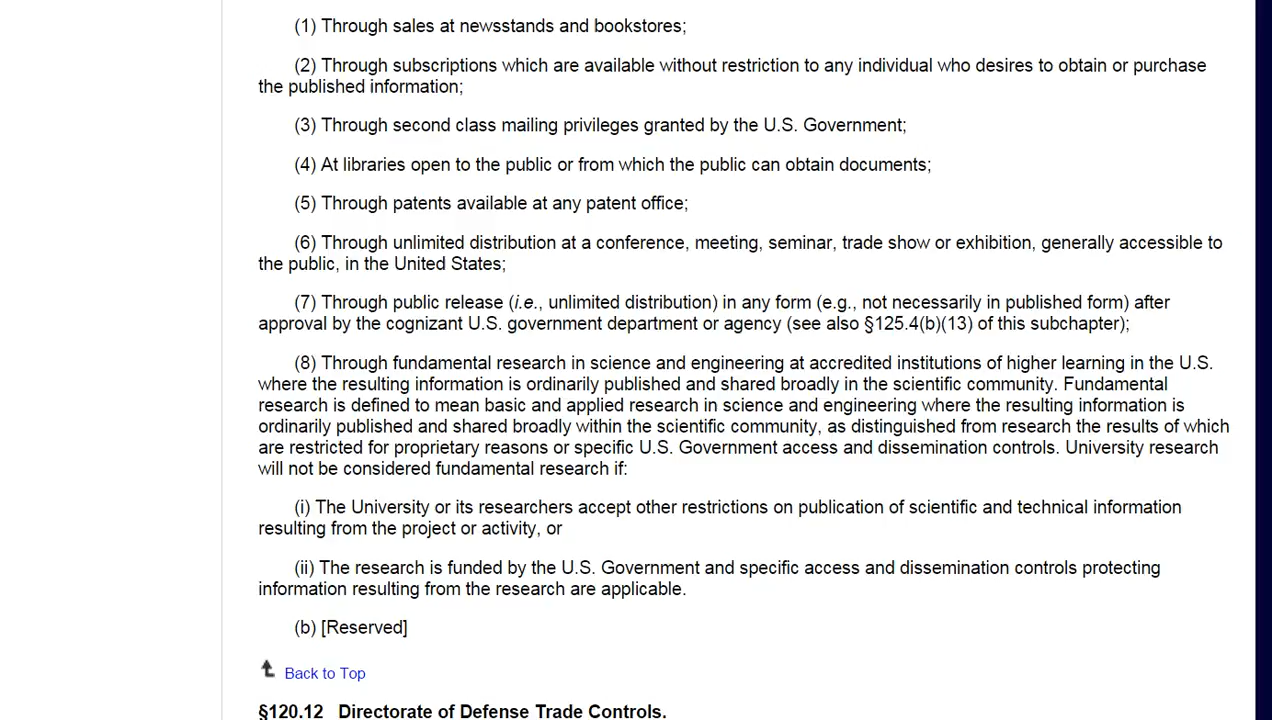 (1) Through sales at newsstands and bookstores;
(2) Through subscriptions which are available without restriction to any individual who desires to obtain or purchase
the published information;
(3) Through second class mailing privileges granted by the U.S. Government;
(4) At libraries open to the public or from which the public can obtain documents;
(5) Through patents available at any patent office;
(6) Through unlimited distribution at a conference, meeting, seminar, trade show or exhibition, generally accessible to
the public, in the United States;
(7) Through public release (i.e., unlimited distribution) in any form (e.g., not necessarily in published form) after
approval by the cognizant U.S. government department or agency (see also §125.4(b)(13) of this subchapter);
(8) Through fundamental research in science and engineering at accredited institutions of higher learning in the U.S.
where the resulting information is ordinarily published and shared broadly in the scientific community. Fundamental
research is defined to mean basic and applied research in science and engineering where the resulting information is
ordinarily published and shared broadly within the scientific community, as distinguished from research the results of which
are restricted for proprietary reasons or specific U.S. Government access and dissemination controls. University research
will not be considered fundamental research if:
(i) The University or its researchers accept other restrictions on publication of scientific and technical information
resulting from the project or activity, or
(ii) The research is funded by the U.S. Government and specific access and dissemination controls protecting
information resulting from the research are applicable.
(b) [Reserved]
Back to Top
§120.12 Directorate of Defense Trade Controls.